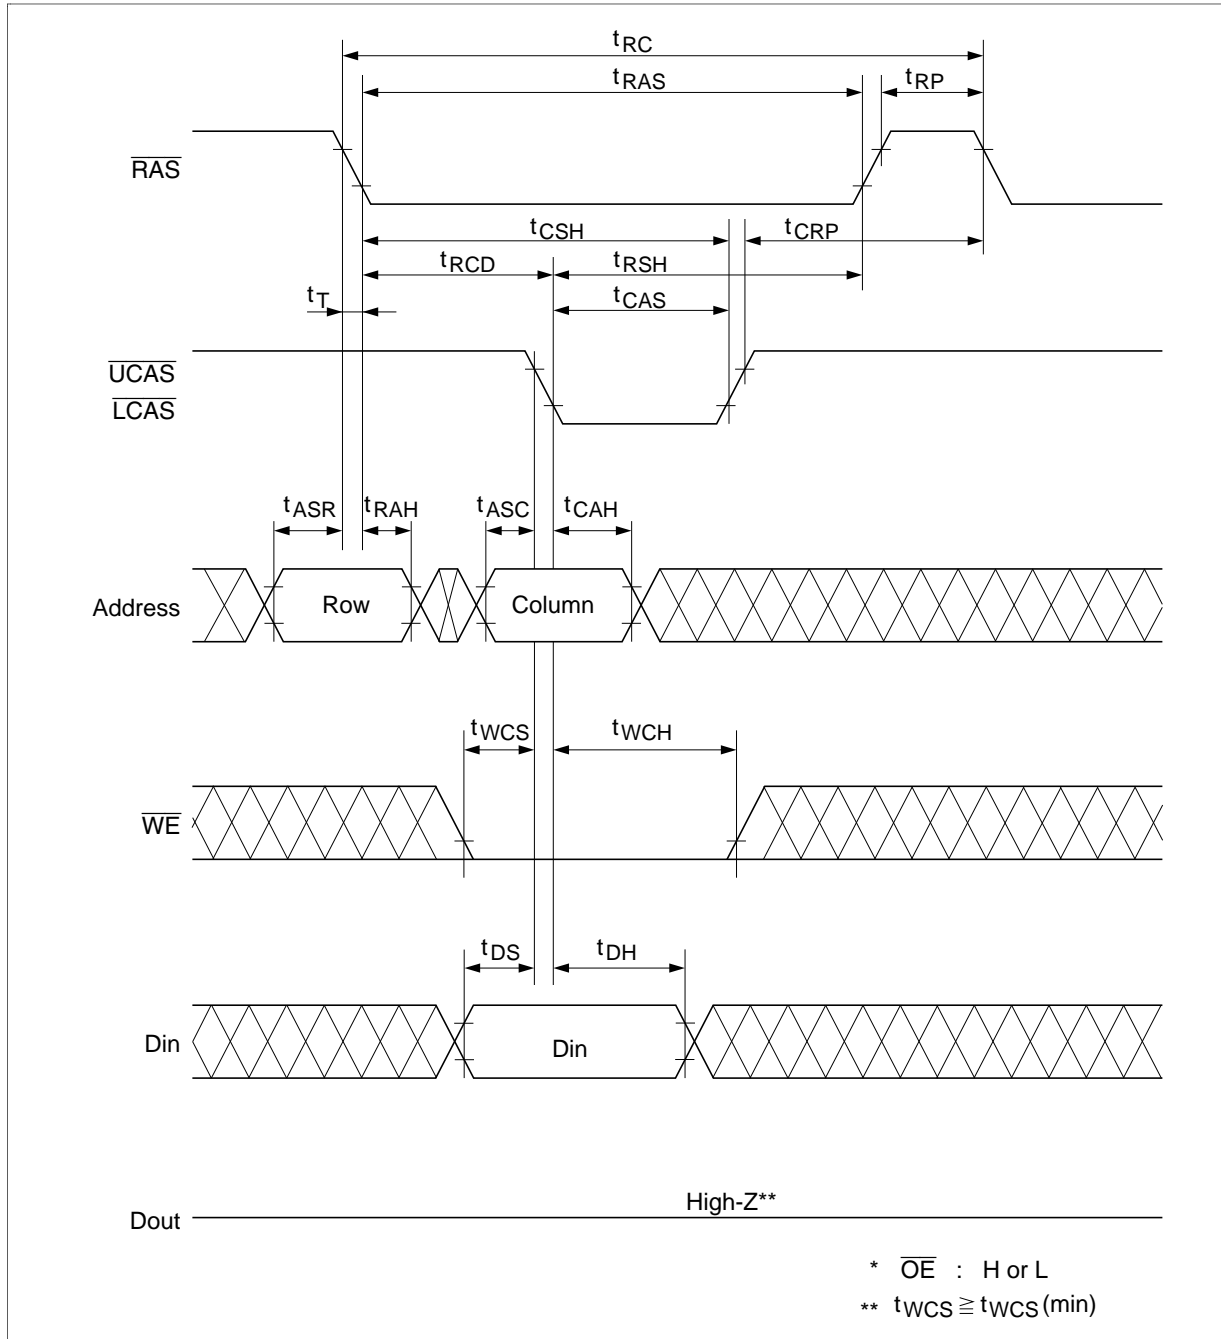 tRC
tRAS
tRP
RAS
tCSH
tCRP
tRCD
tRSH
tT
tCAS
UCAS
LCAS
tASR
tRAH
tASC
tCAH
Address
Row
Column
tWCS
tWCH
WE
tDS
tDH
Din
Din
High-Z**
Dout
* OE : H or L
** tWCS ≧ tWCS(min)